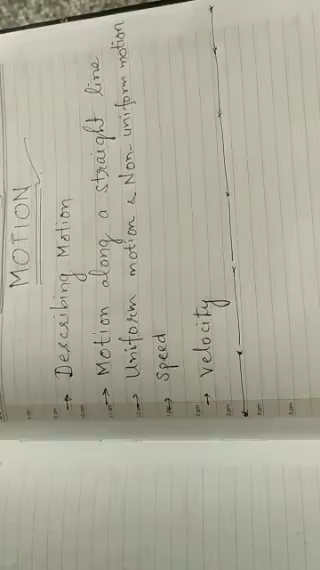 MOTION
→ Describing Motion
→ Motion along a straight line
→ Uniform motion & Non-uniform motion
→ Speed
→ Velocity